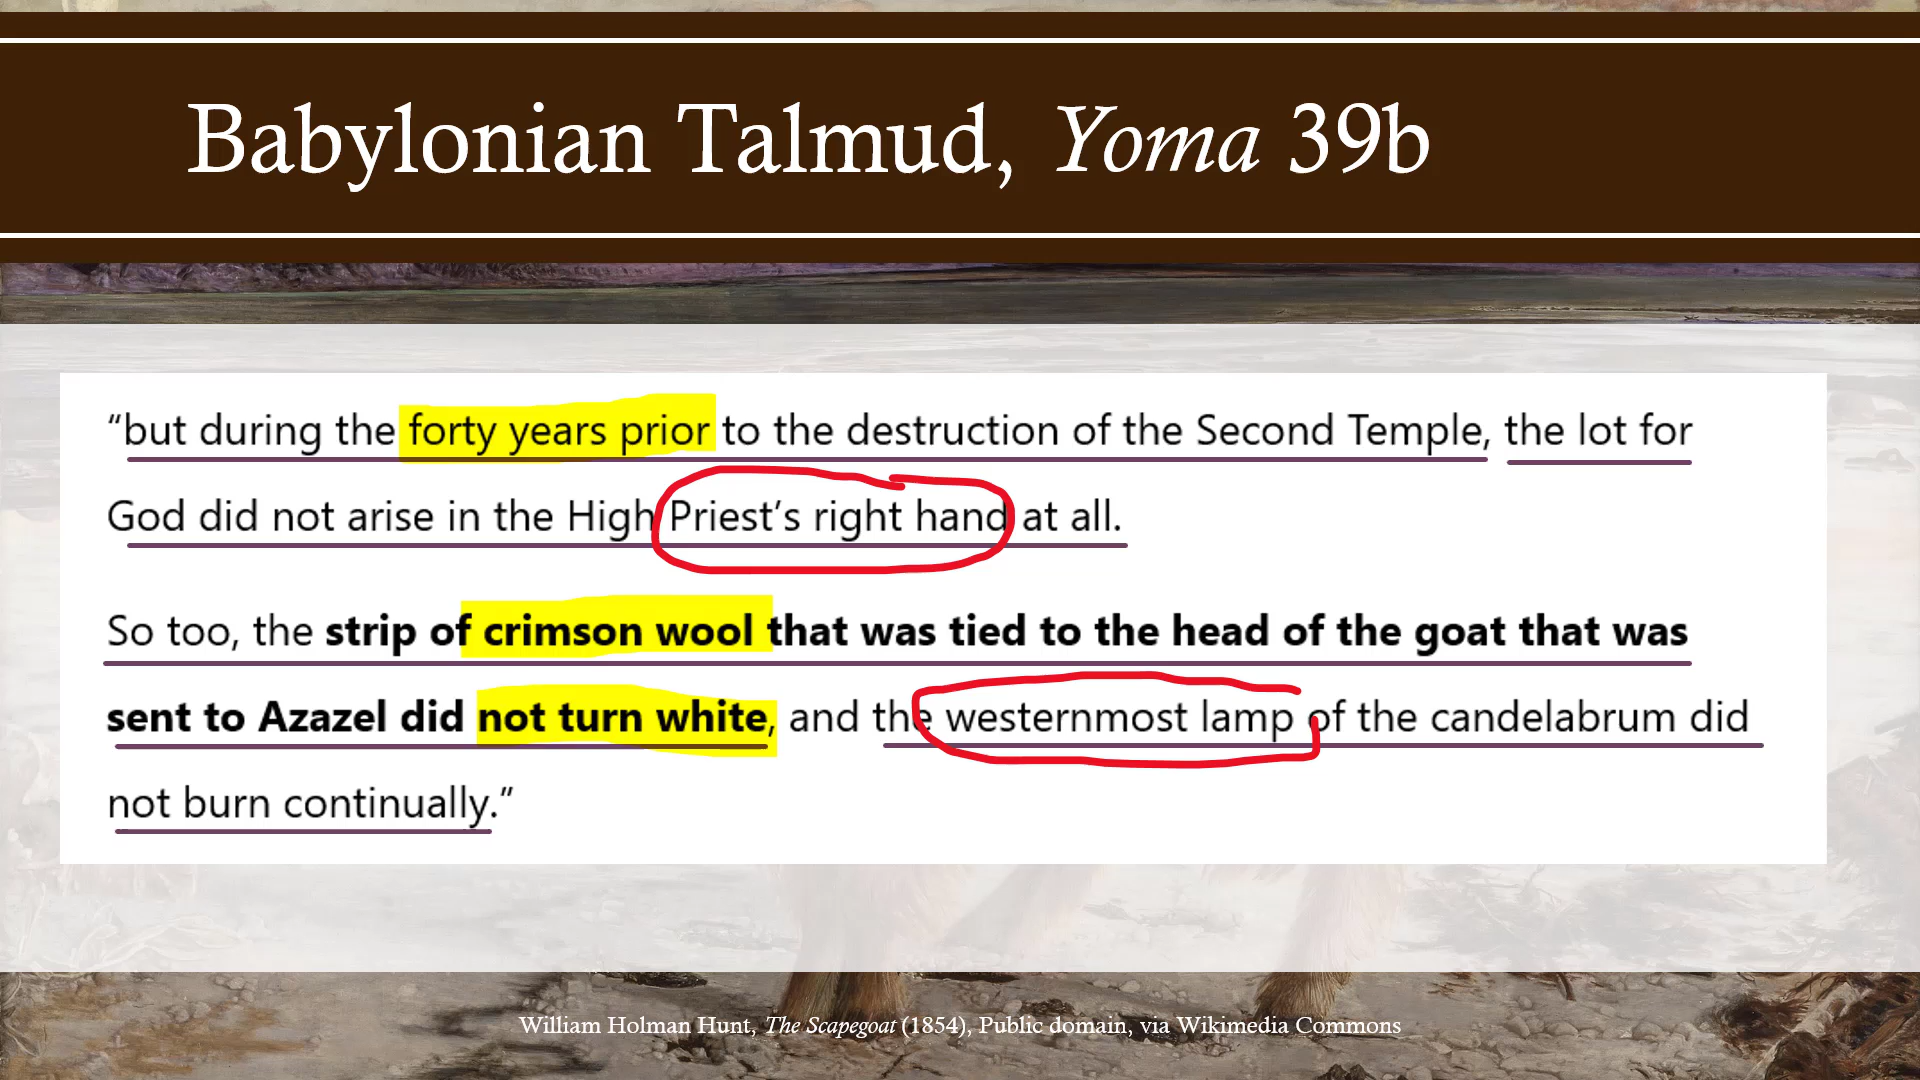 Babylonian Talmud, Yoma 39b
“but during the forty years prior to the destruction of the Second Temple, the lot for
God did not arise in the High Priest’s right hand at all.
So too, the strip of crimson wool that was tied to the head of the goat that was
sent to Azazel did not turn white, and the westernmost lamp of the candelabrum did
not burn continually.”
William Holman Hunt, The Scapegoat (1854), Public domain, via Wikimedia Commons